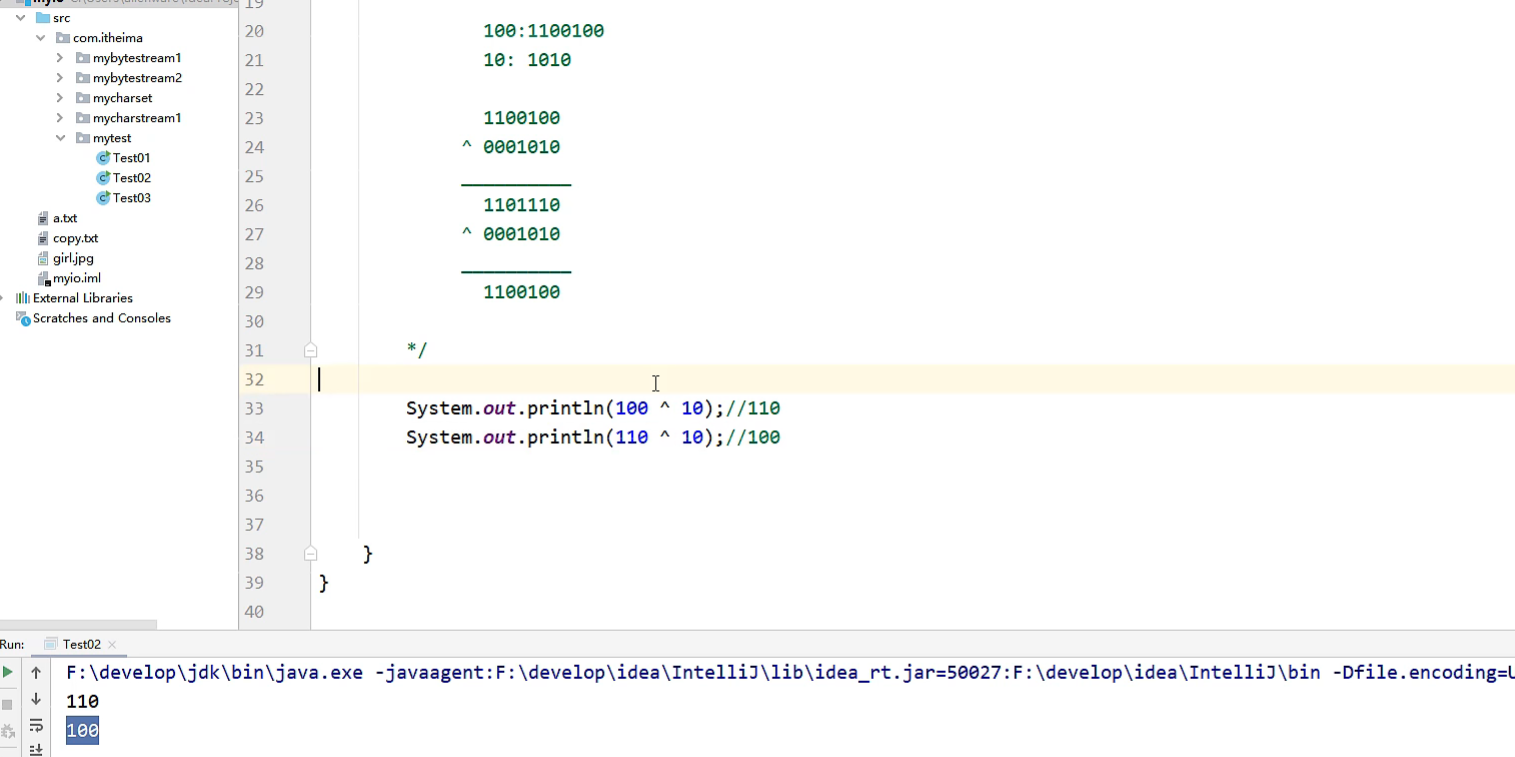 src
com.itheima
mybytestream1
mybytestream2
mycharset
mycharstream1
mytest
Test01
Test02
Test03
a.txt
copy.txt
girl.jpg
myio.iml
External Libraries
Scratches and Consoles
19
20 100:1100100
21 10: 1010
22
23 1100100
24 ^ 0001010
25 __________
26 1101110
27 ^ 0001010
28 __________
29 1100100
30
31 */
32
33 System.out.println(100 ^ 10);//110
34 System.out.println(110 ^ 10);//100
35
36
37
38 }
39 }
40
Run: Test02
F:\develop\jdk\bin\java.exe -javaagent:F:\develop\idea\IntelliJ\lib\idea_rt.jar=50027:F:\develop\idea\IntelliJ\bin -Dfile.encoding=U
110
100